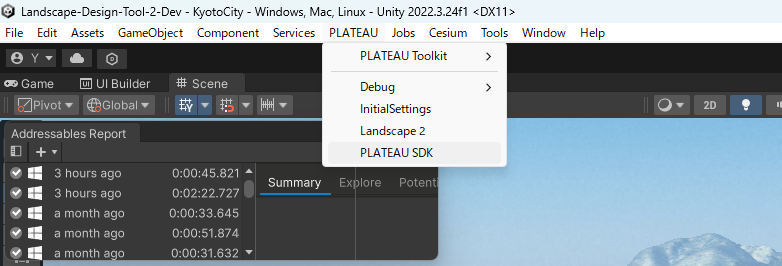 Landscape-Design-Tool-2-Dev - KyotoCity - Windows, Mac, Linux - Unity 2022.3.24f1 <DX11>
File Edit Assets GameObject Component Services PLATEAU Jobs Cesium Tools Window Help
PLATEAU Toolkit
Debug
InitialSettings
Landscape 2
PLATEAU SDK
Y
Game UI Builder Scene
Pivot Global 2D
Addressables Report
3 hours ago 0:00:45.821
3 hours ago 0:02:22.727
a month ago 0:00:33.645
a month ago 0:00:51.874
a month ago 0:00:31.632
Summary Explore Potenti